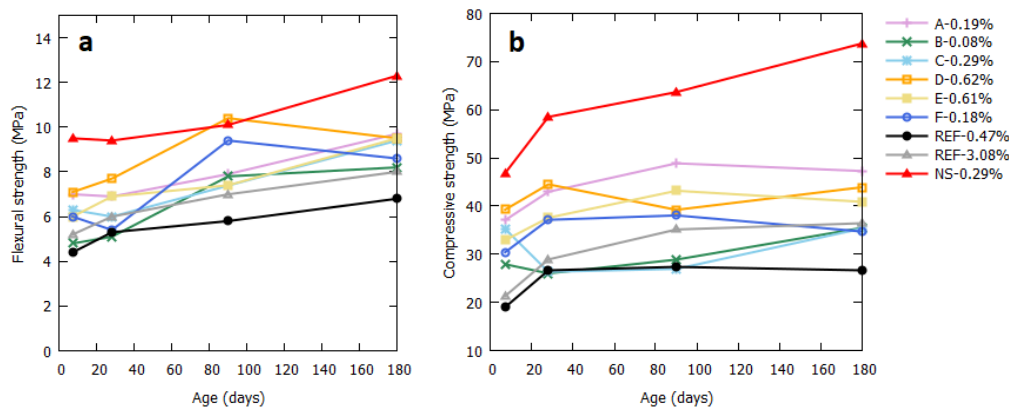 a
Flexural strength (MPa)
14
12
10
8
6
4
2
0
0 20 40 60 80 100 120 140 160 180
Age (days)
b
Compressive strength (MPa)
80
70
60
50
40
30
20
10
0 20 40 60 80 100 120 140 160 180
Age (days)
A-0.19%
B-0.08%
C-0.29%
D-0.62%
E-0.61%
F-0.18%
REF-0.47%
REF-3.08%
NS-0.29%